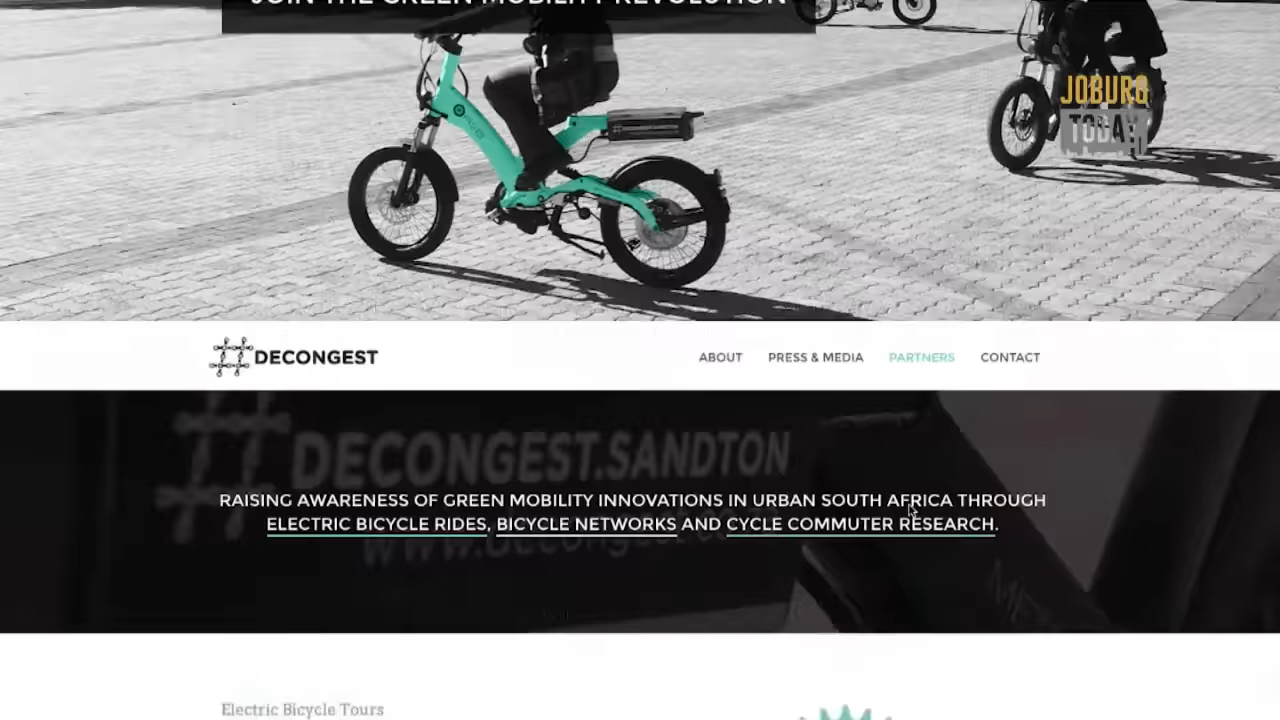 JOIN THE GREEN MOBILITY REVOLUTION
JOBURG
TODAY
#DECONGEST
ABOUT
PRESS & MEDIA
PARTNERS
CONTACT
#DECONGEST.SANDTON
RAISING AWARENESS OF GREEN MOBILITY INNOVATIONS IN URBAN SOUTH AFRICA THROUGH
ELECTRIC BICYCLE RIDES, BICYCLE NETWORKS AND CYCLE COMMUTER RESEARCH.
Electric Bicycle Tours